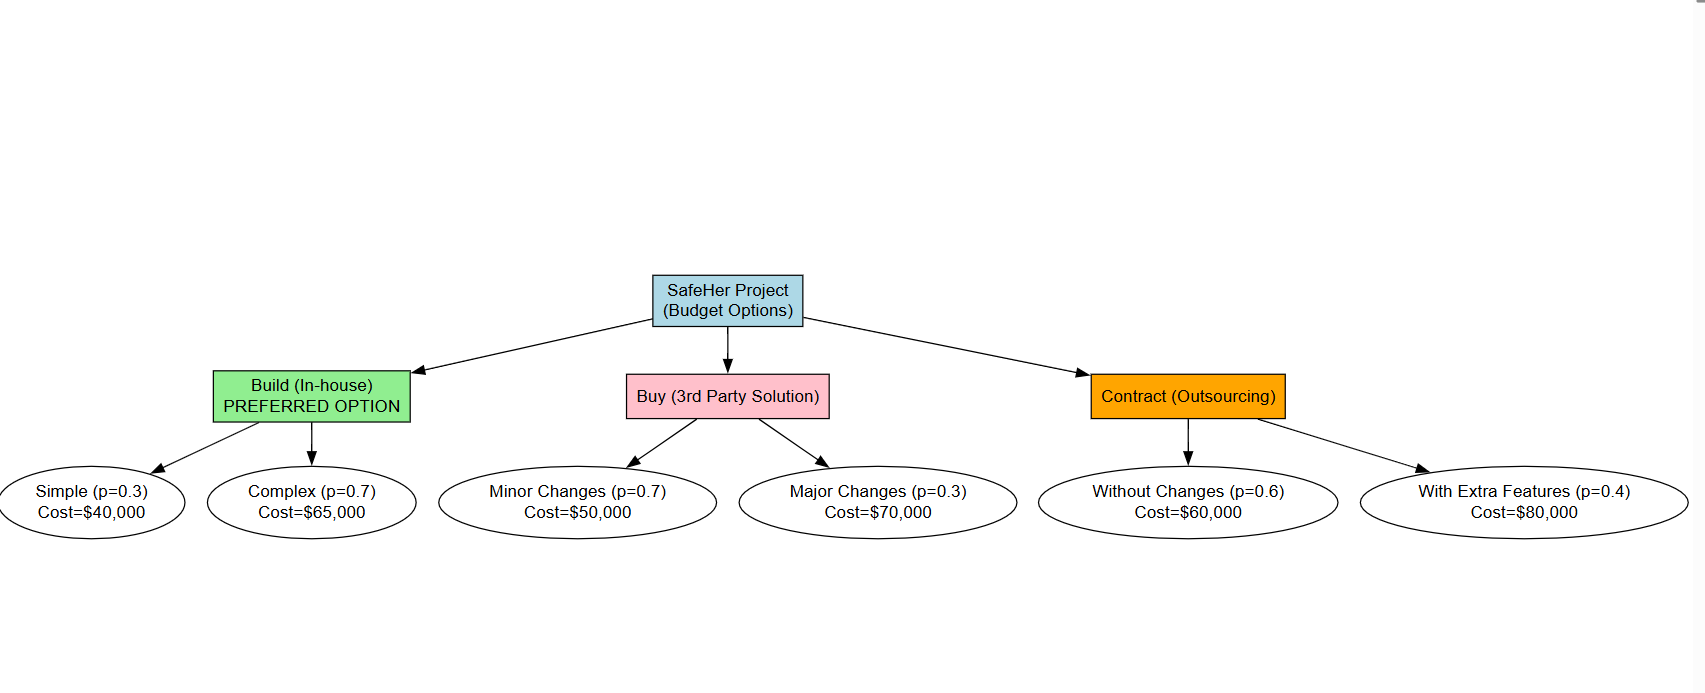 SafeHer Project
(Budget Options)
Build (In-house)
PREFERRED OPTION
Buy (3rd Party Solution)
Contract (Outsourcing)
Simple (p=0.3)
Cost=$40,000
Complex (p=0.7)
Cost=$65,000
Minor Changes (p=0.7)
Cost=$50,000
Major Changes (p=0.3)
Cost=$70,000
Without Changes (p=0.6)
Cost=$60,000
With Extra Features (p=0.4)
Cost=$80,000